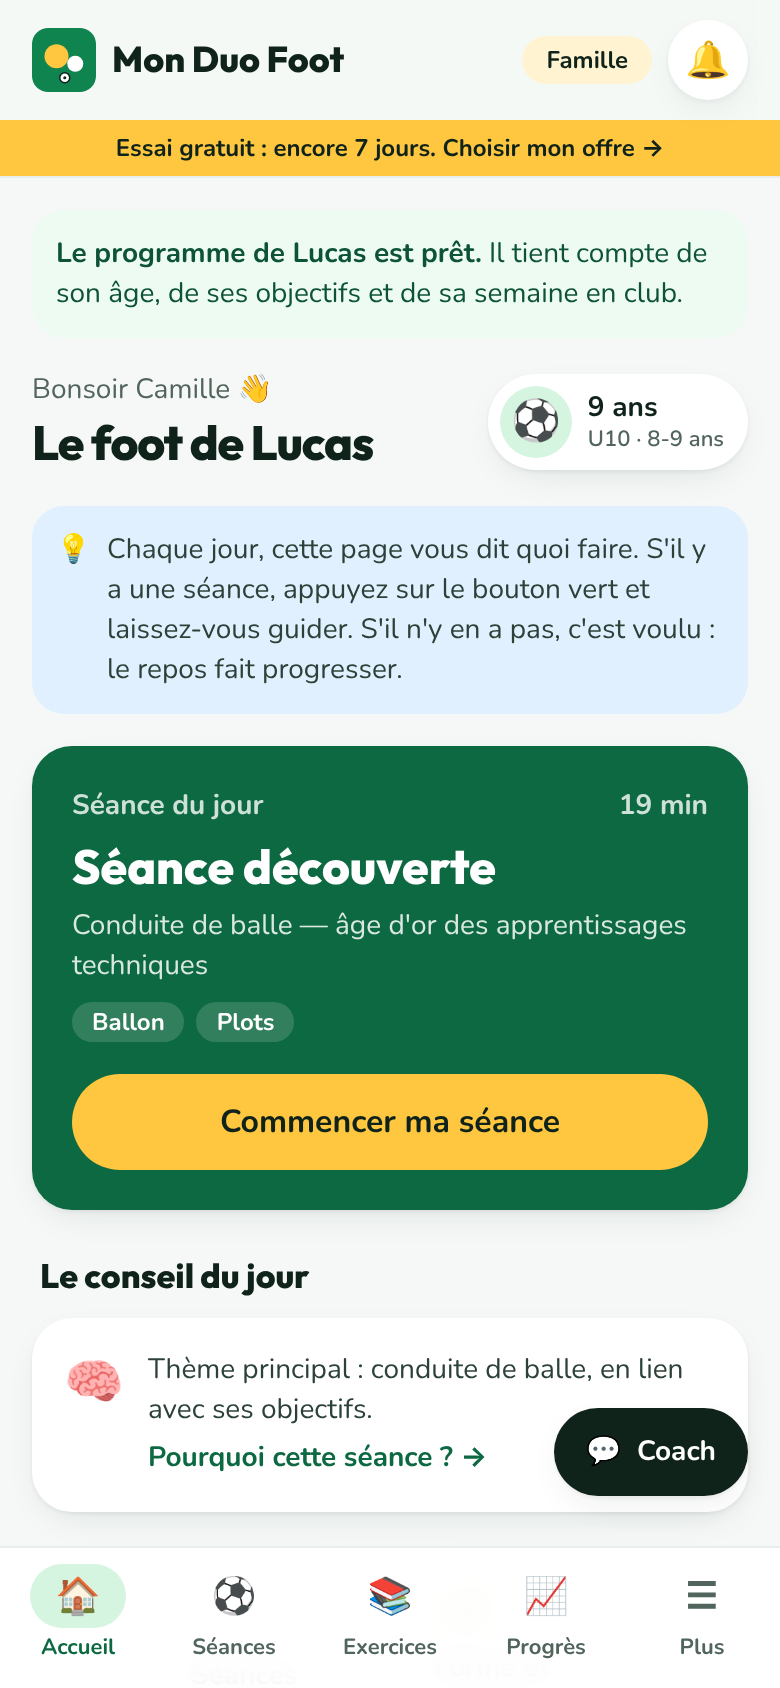 Mon Duo Foot
Famille
Essai gratuit : encore 7 jours. Choisir mon offre →
Le programme de Lucas est prêt. Il tient compte de
son âge, de ses objectifs et de sa semaine en club.
Bonsoir Camille 👋
Le foot de Lucas
9 ans
U10 · 8-9 ans
Chaque jour, cette page vous dit quoi faire. S'il y
a une séance, appuyez sur le bouton vert et
laissez-vous guider. S'il n'y en a pas, c'est voulu :
le repos fait progresser.
Séance du jour
19 min
Séance découverte
Conduite de balle — âge d'or des apprentissages
techniques
Ballon
Plots
Commencer ma séance
Le conseil du jour
Thème principal : conduite de balle, en lien
avec ses objectifs.
Pourquoi cette séance ? →
Coach
Accueil
Séances
Exercices
Progrès
Plus